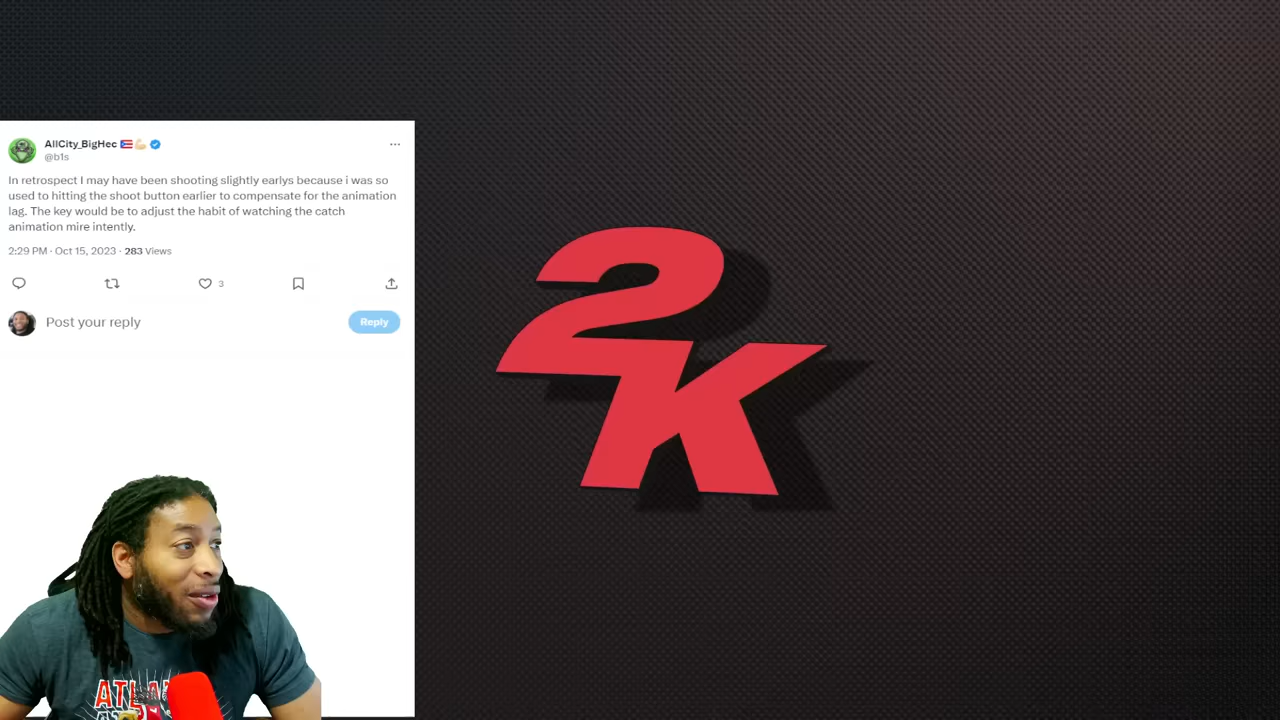 AllCity_BigHec 🇵🇷💪🏻
@b1s
In retrospect I may have been shooting slightly earlys because i was so
used to hitting the shoot button earlier to compensate for the animation
lag. The key would be to adjust the habit of watching the catch
animation mire intently.
2:29 PM · Oct 15, 2023 · 283 Views
3
Post your reply
Reply
2K